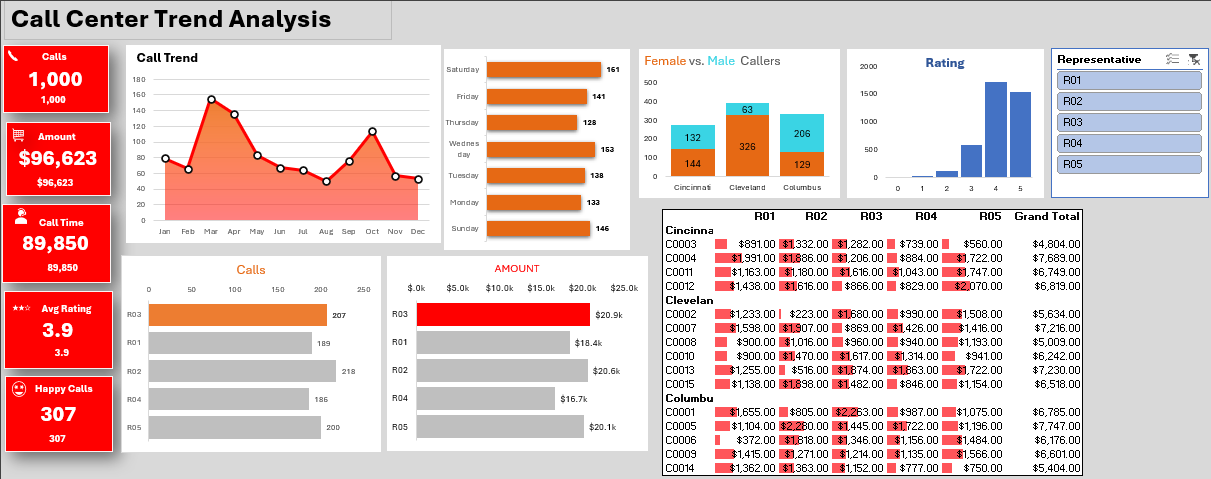 Call Center Trend Analysis
Calls
1,000
1,000
Amount
$96,623
$96,623
Call Time
89,850
89,850
Avg Rating
3.9
3.9
Happy Calls
307
307
Call Trend
180
160
140
120
100
80
60
40
20
0
Jan Feb Mar Apr May Jun Jul Aug Sep Oct Nov Dec
Saturday 161
Friday 141
Thursday 128
Wednes
day 153
Tuesday 138
Monday 133
Sunday 146
Female vs. Male Callers
500
400
300
200
100
0
132 63 206
144 326 129
Cincinnati Cleveland Columbus
Rating
2000
1500
1000
500
0
0 1 2 3 4 5
Representative
R01
R02
R03
R04
R05
Calls
0 50 100 150 200 250
R03 207
R01 189
R02 218
R04 186
R05 200
AMOUNT
$.0k $5.0k $10.0k $15.0k $20.0k $25.0k
R03 $20.9k
R01 $18.4k
R02 $20.6k
R04 $16.7k
R05 $20.1k
R01 R02 R03 R04 R05 Grand Total
Cincinna
C0003 $891.00 $1,332.00 $1,282.00 $739.00 $560.00 $4,804.00
C0004 $1,991.00 $1,886.00 $1,206.00 $884.00 $1,722.00 $7,689.00
C0011 $1,163.00 $1,180.00 $1,616.00 $1,043.00 $1,747.00 $6,749.00
C0012 $1,438.00 $1,616.00 $866.00 $829.00 $2,070.00 $6,819.00
Clevelan
C0002 $1,233.00 $223.00 $1,680.00 $990.00 $1,508.00 $5,634.00
C0007 $1,598.00 $1,907.00 $869.00 $1,426.00 $1,416.00 $7,216.00
C0008 $900.00 $1,016.00 $960.00 $940.00 $1,193.00 $5,009.00
C0010 $900.00 $1,470.00 $1,617.00 $1,314.00 $941.00 $6,242.00
C0013 $1,255.00 $516.00 $1,874.00 $1,863.00 $1,722.00 $7,230.00
C0015 $1,138.00 $1,898.00 $1,482.00 $846.00 $1,154.00 $6,518.00
Columbu
C0001 $1,655.00 $805.00 $2,263.00 $987.00 $1,075.00 $6,785.00
C0005 $1,104.00 $2,280.00 $1,445.00 $1,722.00 $1,196.00 $7,747.00
C0006 $372.00 $1,818.00 $1,346.00 $1,156.00 $1,484.00 $6,176.00
C0009 $1,415.00 $1,271.00 $1,214.00 $1,135.00 $1,566.00 $6,601.00
C0014 $1,362.00 $1,363.00 $1,152.00 $777.00 $750.00 $5,404.00